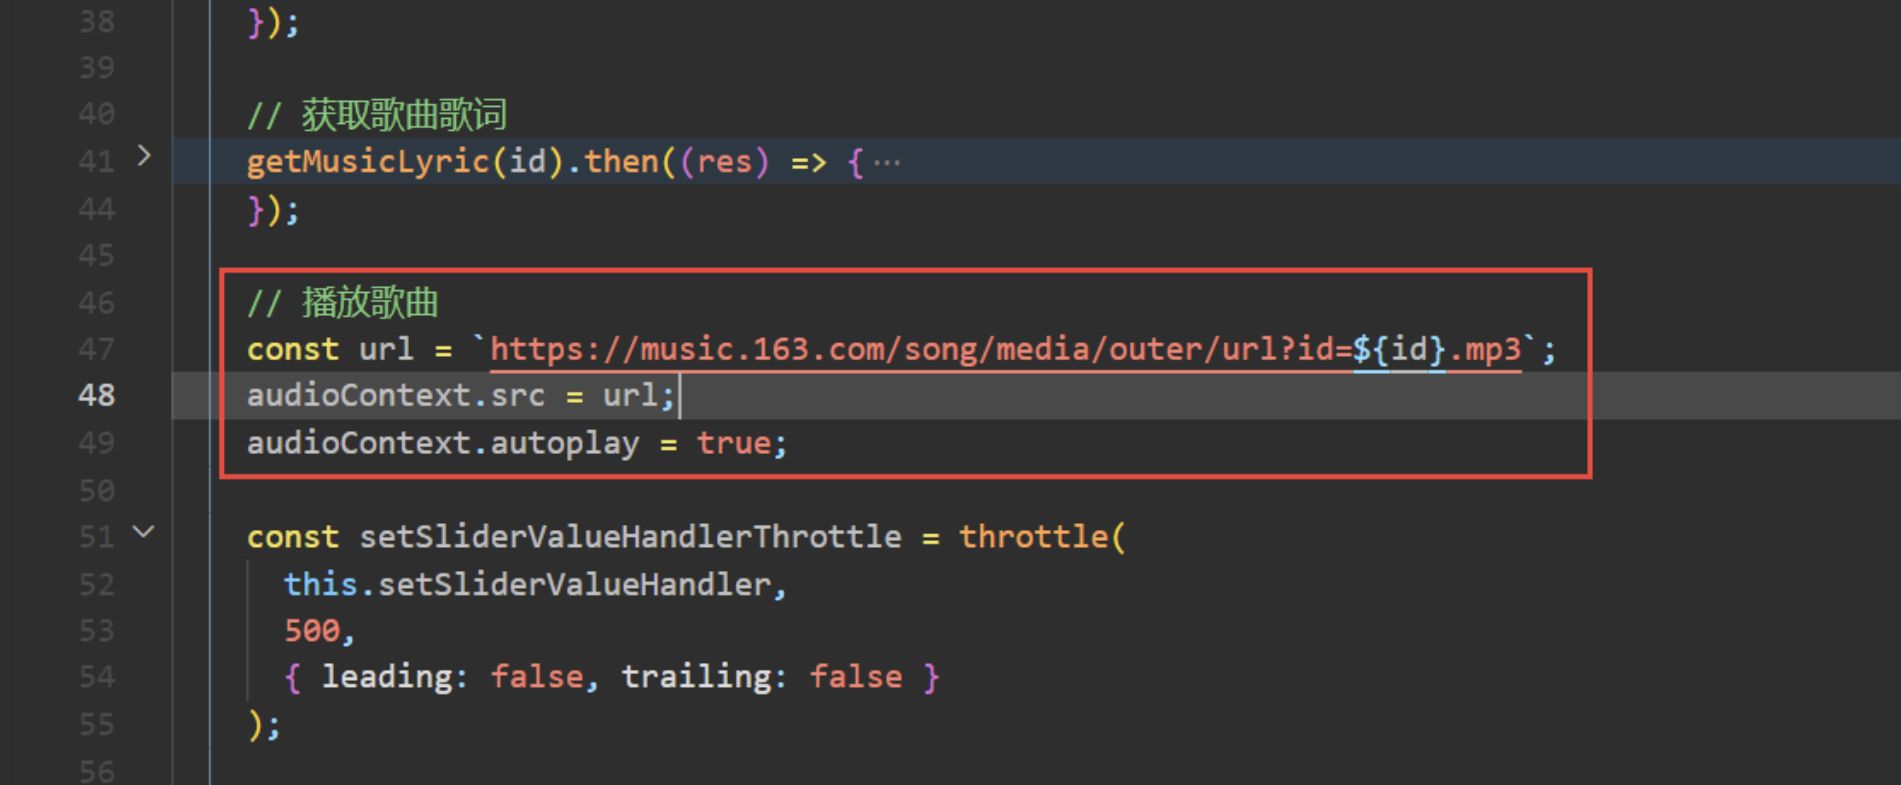 38 });
39
40 // 获取歌曲歌词
41 getMusicLyric(id).then((res) => { ···
44 });
45
46 // 播放歌曲
47 const url = `https://music.163.com/song/media/outer/url?id=${id}.mp3`;
48 audioContext.src = url;
49 audioContext.autoplay = true;
50
51 const setSliderValueHandlerThrottle = throttle(
52 this.setSliderValueHandler,
53 500,
54 { leading: false, trailing: false }
55 );
56